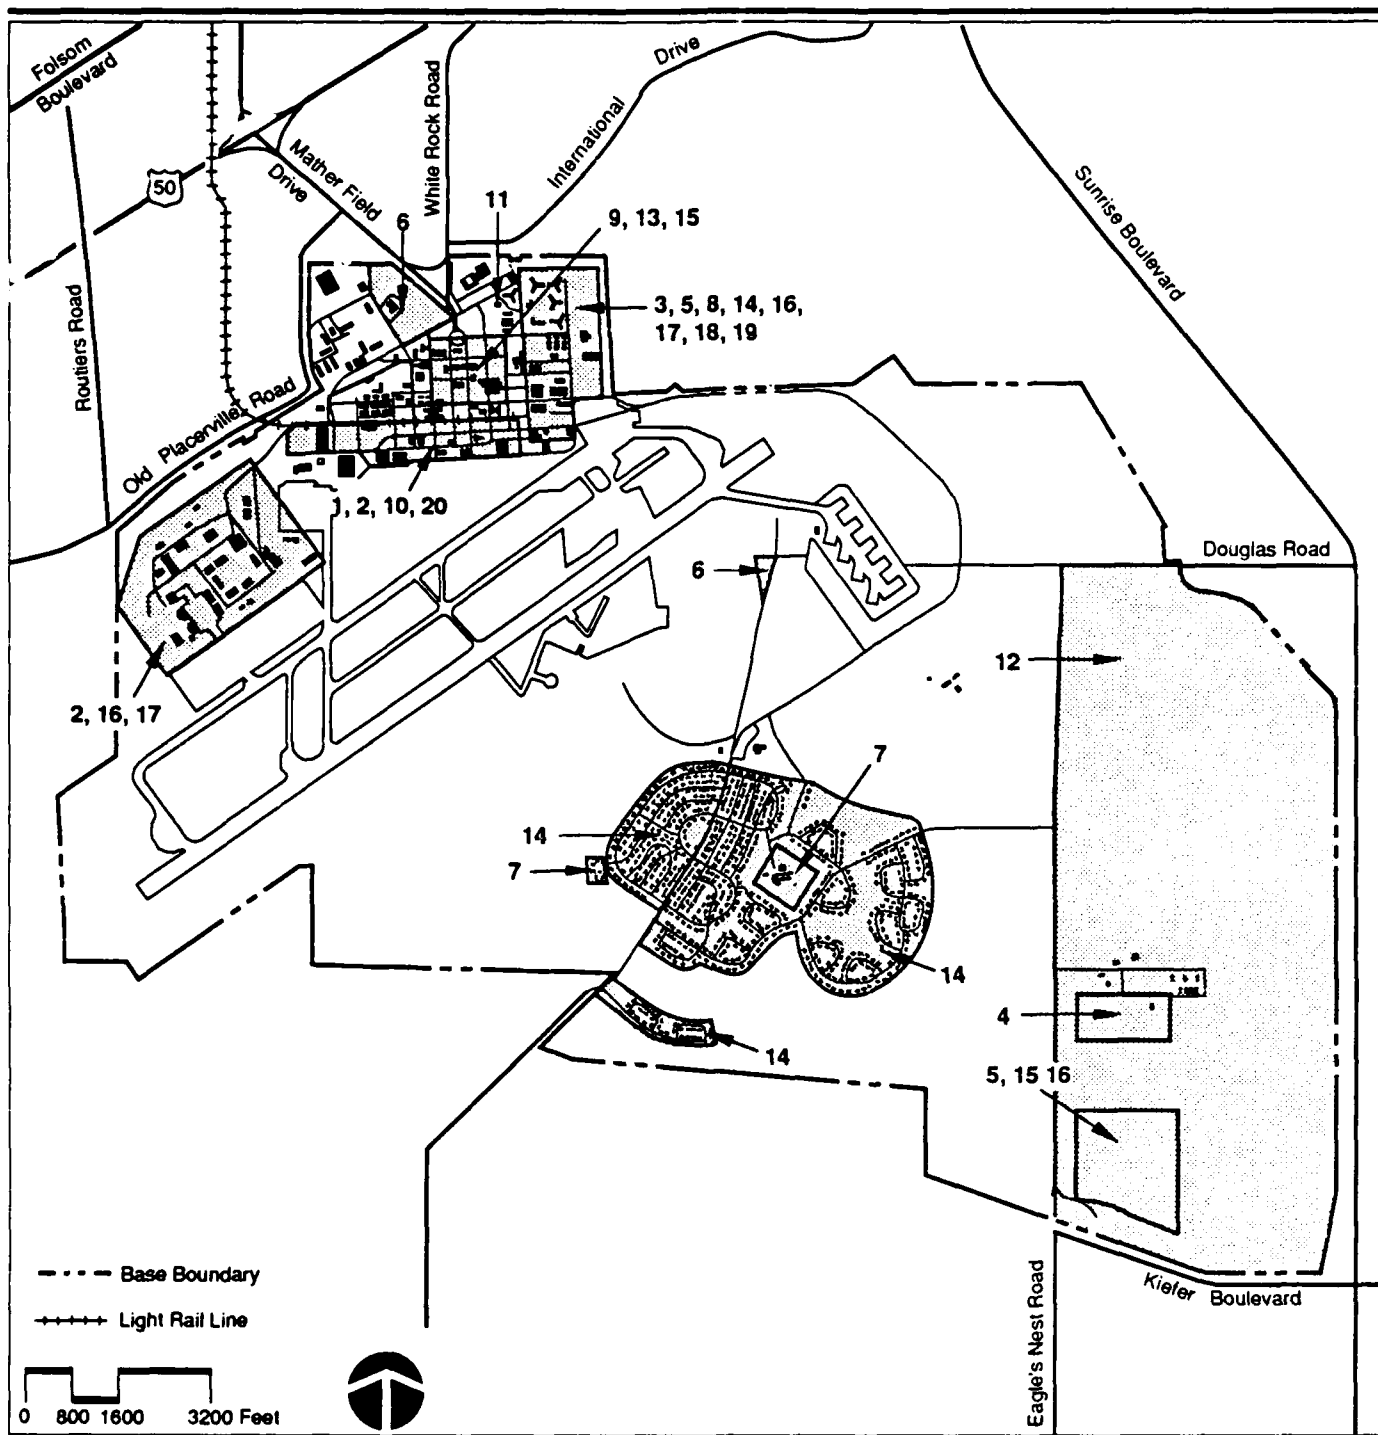 Folsom
Boulevard
50
Routiers Road
Mather Field
Drive
White Rock Road
International
Drive
Sunrise Boulevard
6
11
9, 13, 15
3, 5, 8, 14, 16,
17, 18, 19
Old Placerville Road
1, 2, 10, 20
2, 16, 17
6
Douglas Road
12
7
14
7
14
4
14
5, 15 16
Base Boundary
Light Rail Line
0 800 1600 3200 Feet
Eagle's Nest Road
Kiefer Boulevard